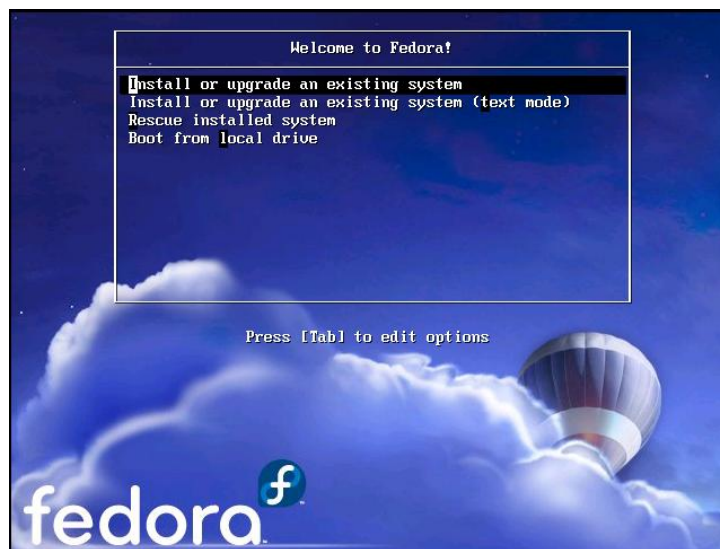 Welcome to Fedora!
Install or upgrade an existing system
Install or upgrade an existing system (text mode)
Rescue installed system
Boot from local drive
Press [Tab] to edit options
fedora